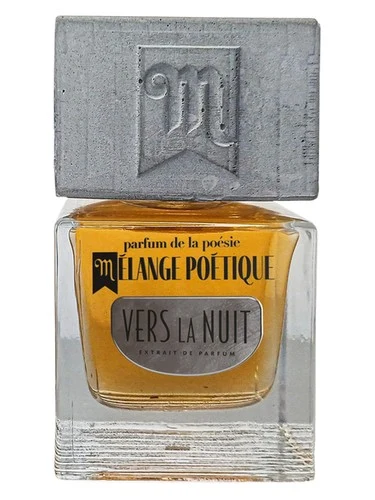 m
parfum de la poésie
mÉLANGE POÉTIQUE
VERS LA NUIT
EXTRAIT DE PARFUM